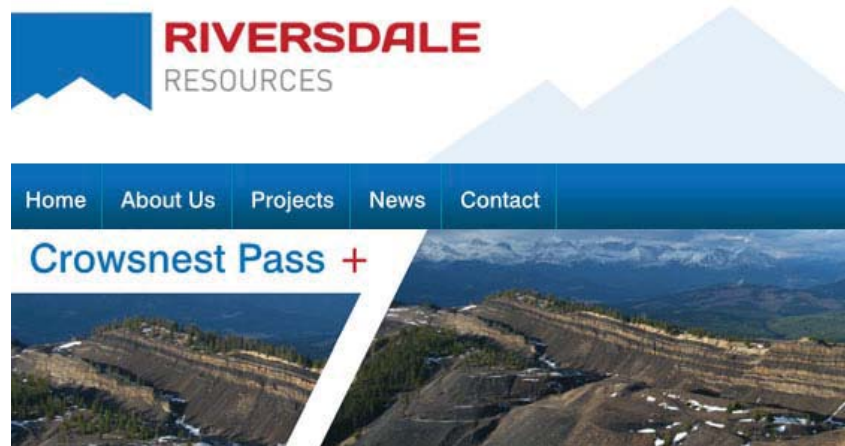 RIVERSDALE
RESOURCES
Home About Us Projects News Contact
Crowsnest Pass +